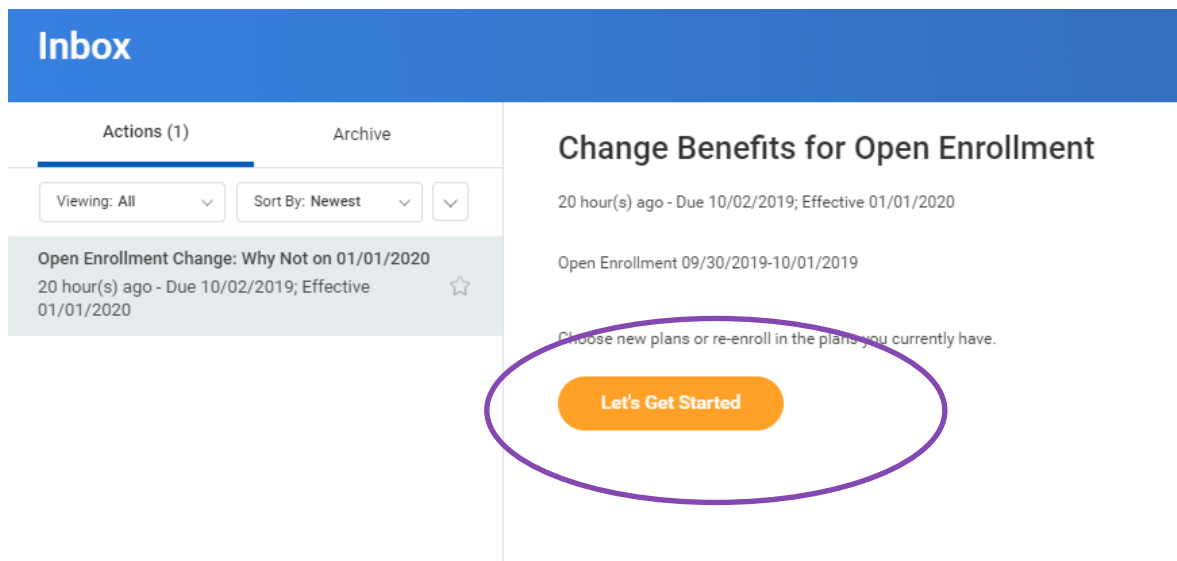 Inbox
Actions (1)
Archive
Viewing: All
Sort By: Newest
Open Enrollment Change: Why Not on 01/01/2020
20 hour(s) ago - Due 10/02/2019; Effective
01/01/2020
Change Benefits for Open Enrollment
20 hour(s) ago - Due 10/02/2019; Effective 01/01/2020
Open Enrollment 09/30/2019-10/01/2019
Choose new plans or re-enroll in the plans you currently have.
Let's Get Started